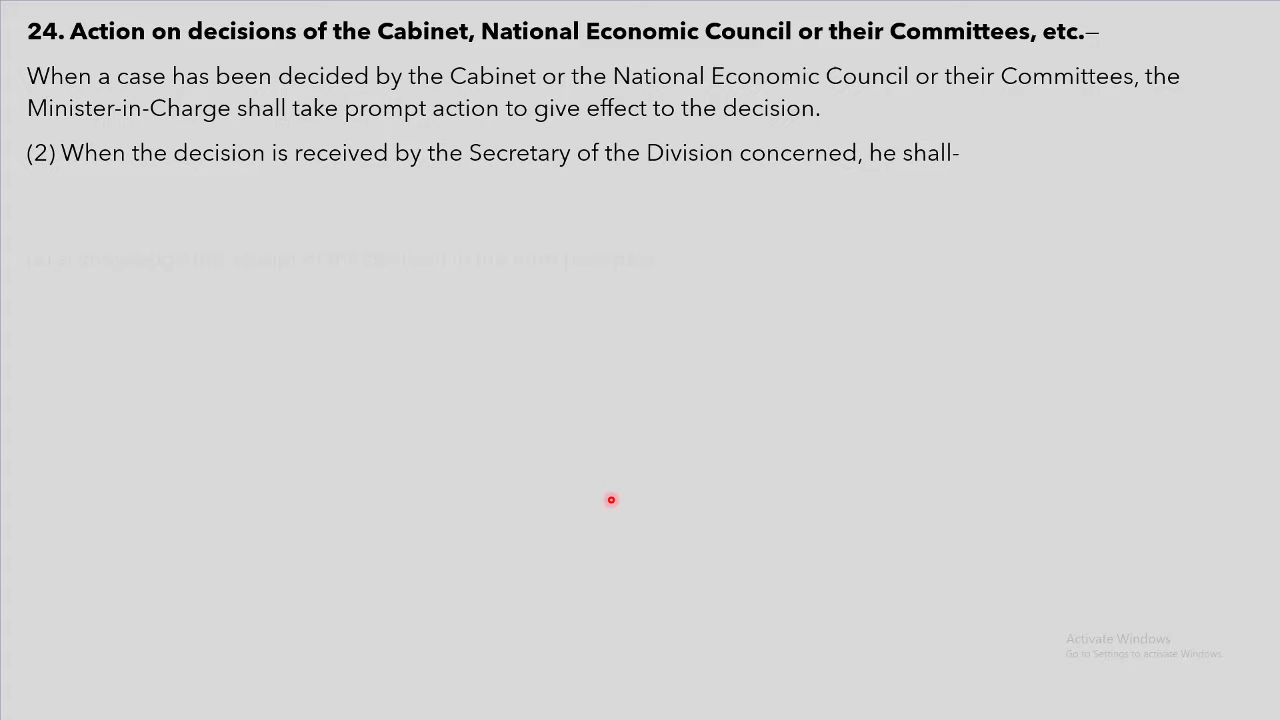 24. Action on decisions of the Cabinet, National Economic Council or their Committees, etc.—
When a case has been decided by the Cabinet or the National Economic Council or their Committees, the
Minister-in-Charge shall take prompt action to give effect to the decision.
(2) When the decision is received by the Secretary of the Division concerned, he shall-
Activate Windows
Go to Settings to activate Windows.